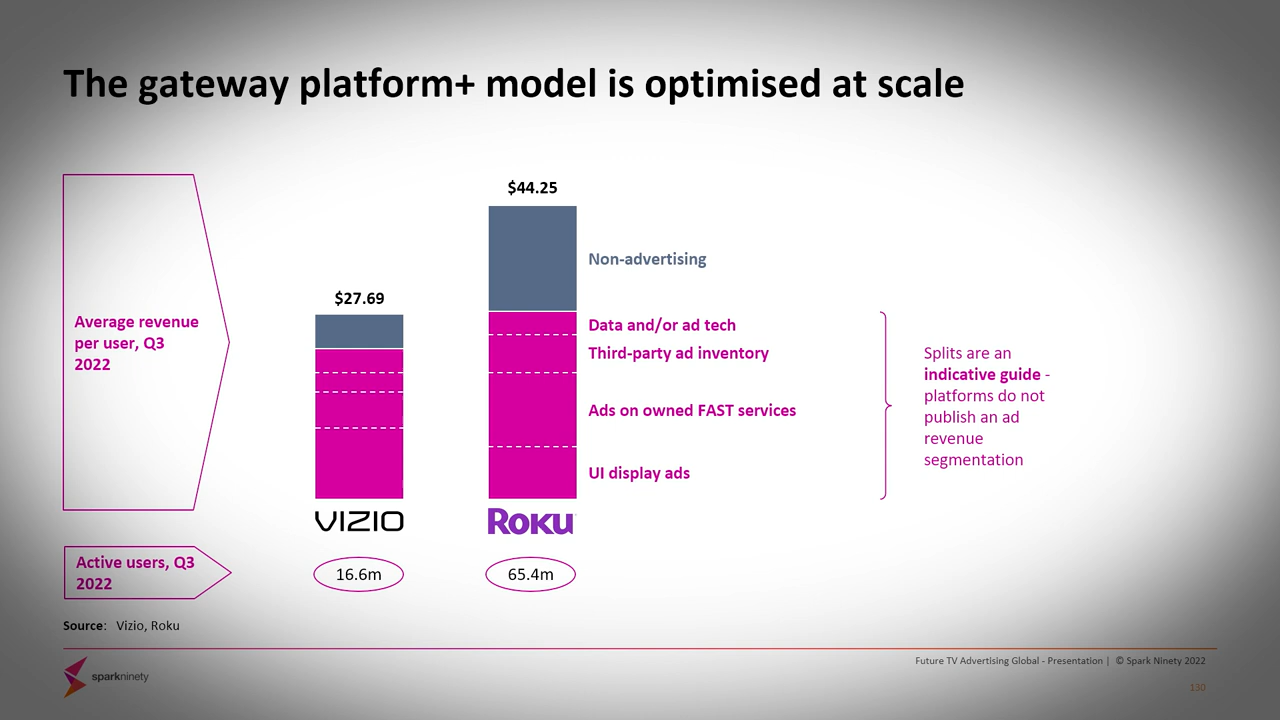 The gateway platform+ model is optimised at scale
$44.25
Non-advertising
$27.69
Average revenue
per user, Q3
2022
Data and/or ad tech
Third-party ad inventory
Ads on owned FAST services
UI display ads
Splits are an
indicative guide -
platforms do not
publish an ad
revenue
segmentation
VIZIO
ROKU
Active users, Q3
2022
16.6m
65.4m
Source: Vizio, Roku
sparkninety
Future TV Advertising Global - Presentation | © Spark Ninety 2022
130